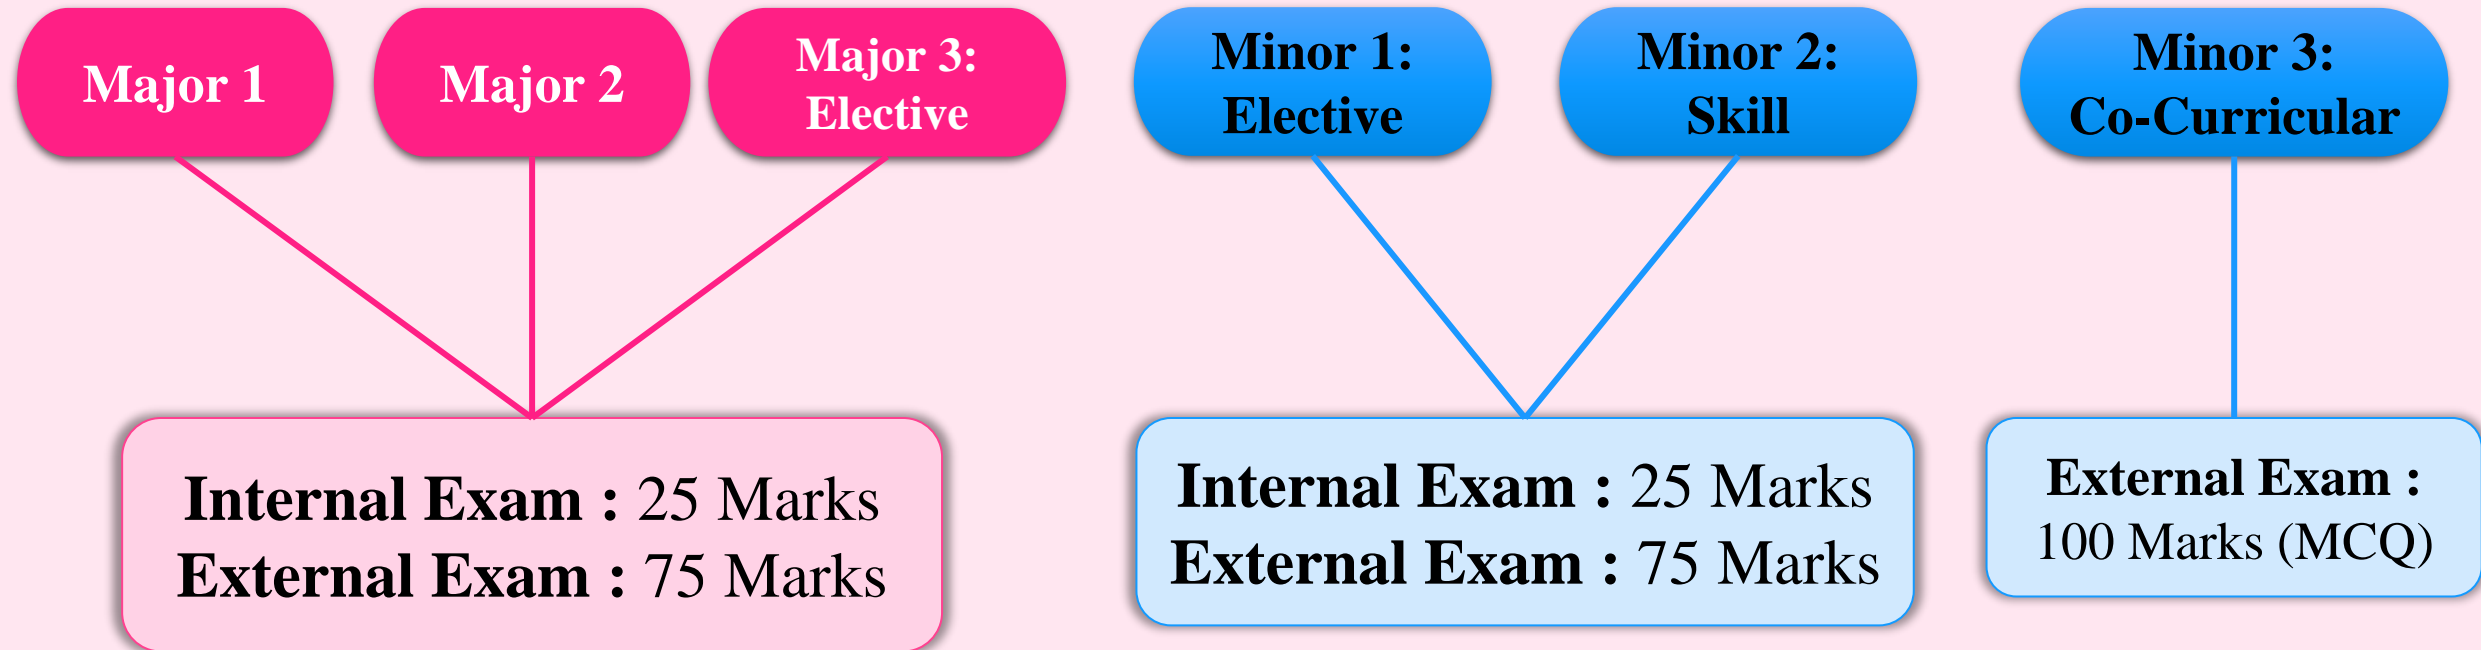 Major 1
Major 2
Major 3:
Elective
Minor 1:
Elective
Minor 2:
Skill
Minor 3:
Co-Curricular
Internal Exam : 25 Marks
External Exam : 75 Marks
Internal Exam : 25 Marks
External Exam : 75 Marks
External Exam :
100 Marks (MCQ)